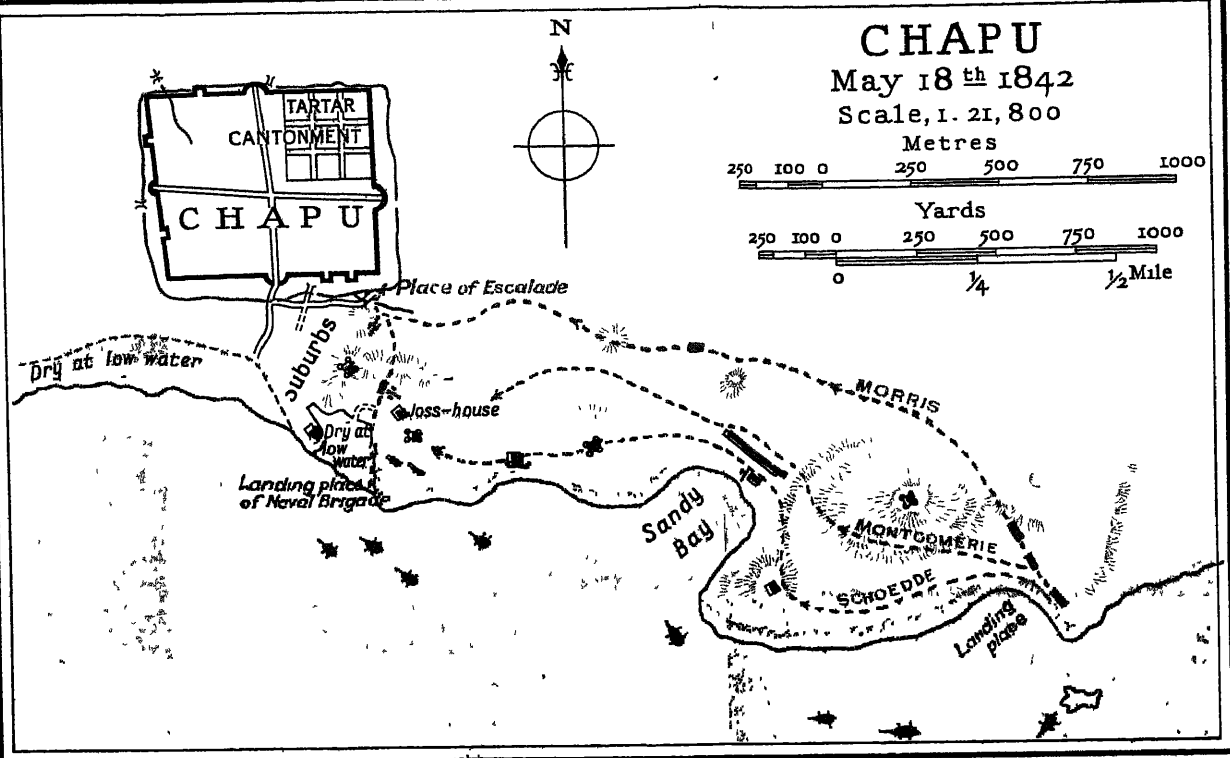 CHAPU
May 18th 1842
Scale, 1. 21,800
Metres
250 100 0 250 500 750 1000
Yards
250 100 0 250 500 750 1000
0 1/4 1/2 Mile
N
TARTAR
CANTONMENT
CHAPU
Place of Escalade
Suburbs
Dry at low water
MORRIS
Joss-house
Dry at
low
water
Landing place
of Naval Brigade
Sandy
Bay
MONTGOMERIE
SCHOEDDE
Landing
place